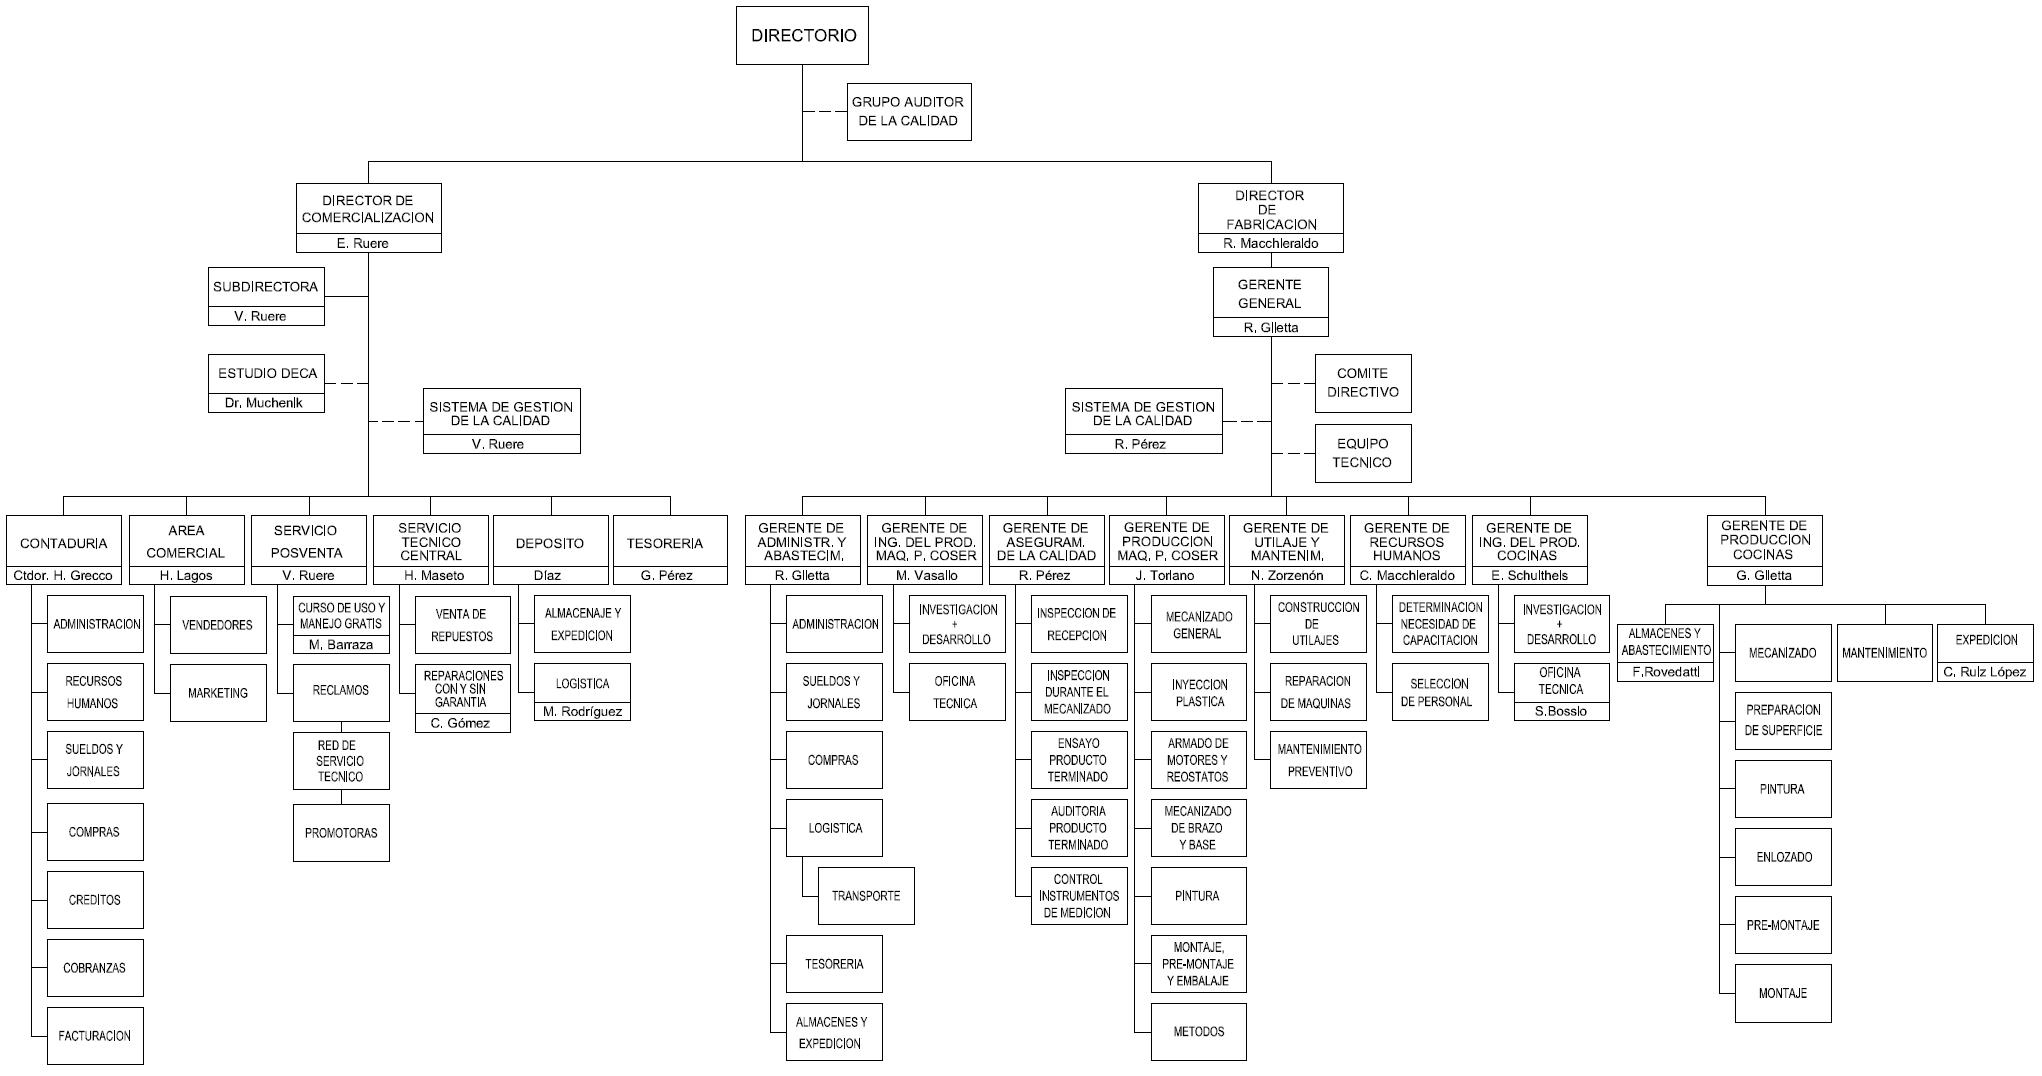 DIRECTORIO
GRUPO AUDITOR
DE LA CALIDAD
DIRECTOR DE
COMERCIALIZACION
E. Ruere
DIRECTOR
DE
FABRICACION
R. Macchieraldo
SUBDIRECTORA
V. Ruere
GERENTE
GENERAL
R. Giletta
ESTUDIO DECA
Dr. Muchenik
SISTEMA DE GESTION
DE LA CALIDAD
V. Ruere
SISTEMA DE GESTION
DE LA CALIDAD
R. Pérez
COMITE
DIRECTIVO
EQUIPO
TECNICO
CONTADURIA
Ctdor. H. Grecco
AREA
COMERCIAL
H. Lagos
SERVICIO
POSVENTA
V. Ruere
SERVICIO
TECNICO
CENTRAL
H. Maseto
DEPOSITO
Díaz
TESORERIA
G. Pérez
GERENTE DE
ADMINISTR. Y
ABASTECIM.
R. Giletta
GERENTE DE
ING. DEL PROD.
MAQ. P. COSER
M. Vasallo
GERENTE DE
ASEGURAM.
DE LA CALIDAD
R. Pérez
GERENTE DE
PRODUCCION
MAQ. P. COSER
J. Toriano
GERENTE DE
UTILAJE Y
MANTENIM.
N. Zorzenón
GERENTE DE
RECURSOS
HUMANOS
C. Macchieraldo
GERENTE DE
ING. DEL PROD.
COCINAS
E. Schultheis
GERENTE DE
PRODUCCION
COCINAS
G. Giletta
ADMINISTRACION
RECURSOS
HUMANOS
SUELDOS Y
JORNALES
COMPRAS
CREDITOS
COBRANZAS
FACTURACION
VENDEDORES
MARKETING
CURSO DE USO Y
MANEJO GRATIS
M. Barraza
RECLAMOS
RED DE
SERVICIO
TECNICO
PROMOTORAS
VENTA DE
REPUESTOS
REPARACIONES
CON Y SIN
GARANTIA
C. Gómez
ALMACENAJE Y
EXPEDICION
LOGISTICA
M. Rodríguez
ADMINISTRACION
SUELDOS Y
JORNALES
COMPRAS
LOGISTICA
TRANSPORTE
TESORERIA
ALMACENES Y
EXPEDICION
INVESTIGACION
+
DESARROLLO
OFICINA
TECNICA
INSPECCION DE
RECEPCION
INSPECCION
DURANTE EL
MECANIZADO
ENSAYO
PRODUCTO
TERMINADO
AUDITORIA
PRODUCTO
TERMINADO
CONTROL
INSTRUMENTOS
DE MEDICION
MECANIZADO
GENERAL
INYECCION
PLASTICA
ARMADO DE
MOTORES Y
REOSTATOS
MECANIZADO
DE BRAZO
Y BASE
PINTURA
MONTAJE,
PRE-MONTAJE
Y EMBALAJE
METODOS
CONSTRUCCION
DE
UTILAJES
REPARACION
DE MAQUINAS
MANTENIMIENTO
PREVENTIVO
DETERMINACION
NECESIDAD DE
CAPACITACION
SELECCION
DE PERSONAL
INVESTIGACION
+
DESARROLLO
OFICINA
TECNICA
S.Bossio
ALMACENES Y
ABASTECIMIENTO
F.Rovedatti
MECANIZADO
PREPARACION
DE SUPERFICIE
PINTURA
ENLOZADO
PRE-MONTAJE
MONTAJE
MANTENIMIENTO
EXPEDICION
C. Ruiz López